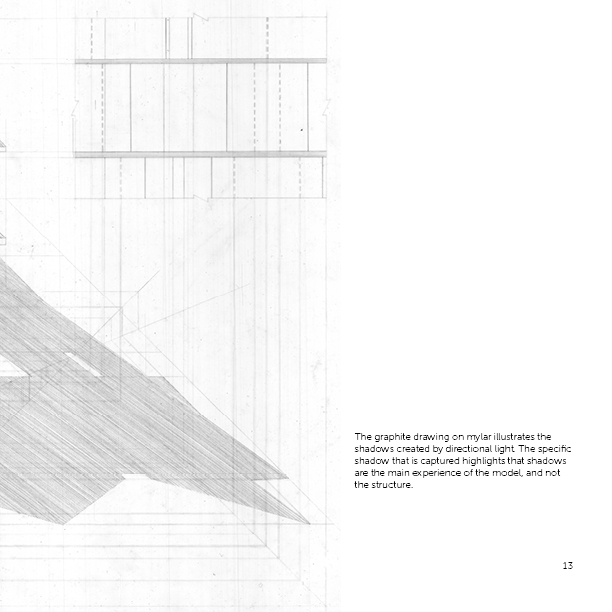 The graphite drawing on mylar illustrates the
shadows created by directional light. The specific
shadow that is captured highlights that shadows
are the main experience of the model, and not
the structure.
13